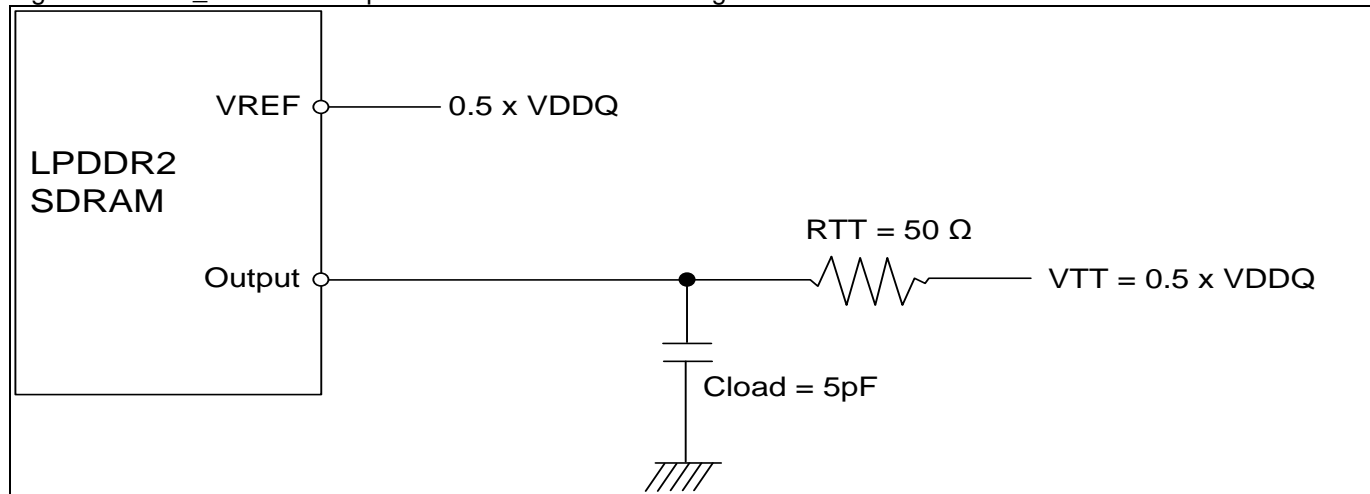 VREF
0.5 x VDDQ
LPDDR2
SDRAM
RTT = 50 Ω
Output
VTT = 0.5 x VDDQ
Cload = 5pF